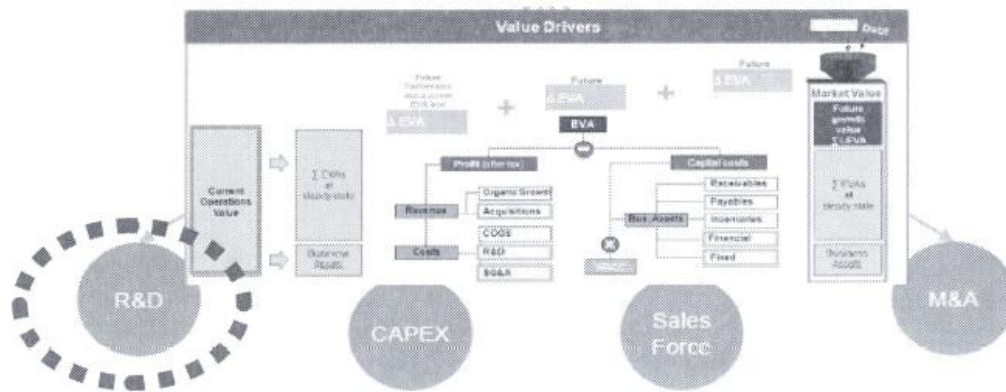 Value Drivers
Debt
Future
Δ EVA
+
Future
Δ EVA
+
Future
Δ EVA
Market Value
Future
growth
value
EVA
Profit (after tax)
Capital costs
Current
Operations
Value
Σ EVAs
at
steady state
Revenue
Organic Growth
Acquisitions
Costs
COGS
R&D
SG&A
Bus. Assets
Receivables
Payables
Inventories
Financial
Fixed
Σ EVAs
at
steady state
Business
Assets
Business
Assets
R&D
CAPEX
Sales
Force
M&A